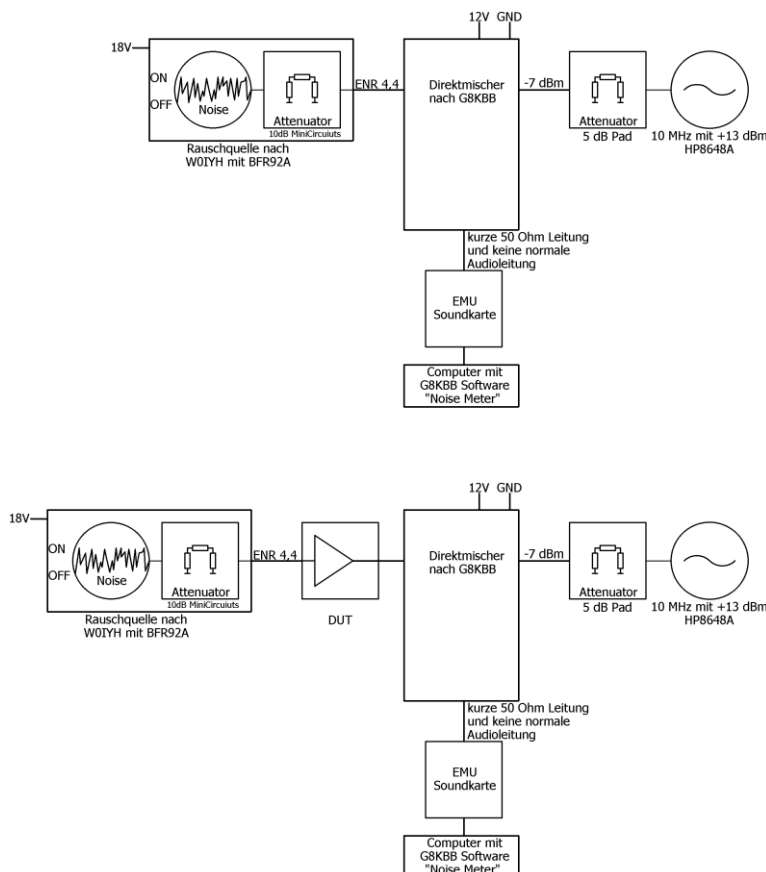 12V GND
18V
ON
OFF
Noise
Attenuator
10dB MiniCircuiuts
ENR 4,4
Direktmischer
nach G8KBB
-7 dBm
Attenuator
5 dB Pad
10 MHz mit +13 dBm
HP8648A
Rauschquelle nach
W0IYH mit BFR92A
kurze 50 Ohm Leitung
und keine normale
Audioleitung
EMU
Soundkarte
Computer mit
G8KBB Software
"Noise Meter"
12V GND
18V
ON
OFF
Noise
Attenuator
10dB MiniCircuiuts
ENR 4,4
DUT
Direktmischer
nach G8KBB
-7 dBm
Attenuator
5 dB Pad
10 MHz mit +13 dBm
HP8648A
Rauschquelle nach
W0IYH mit BFR92A
kurze 50 Ohm Leitung
und keine normale
Audioleitung
EMU
Soundkarte
Computer mit
G8KBB Software
"Noise Meter"